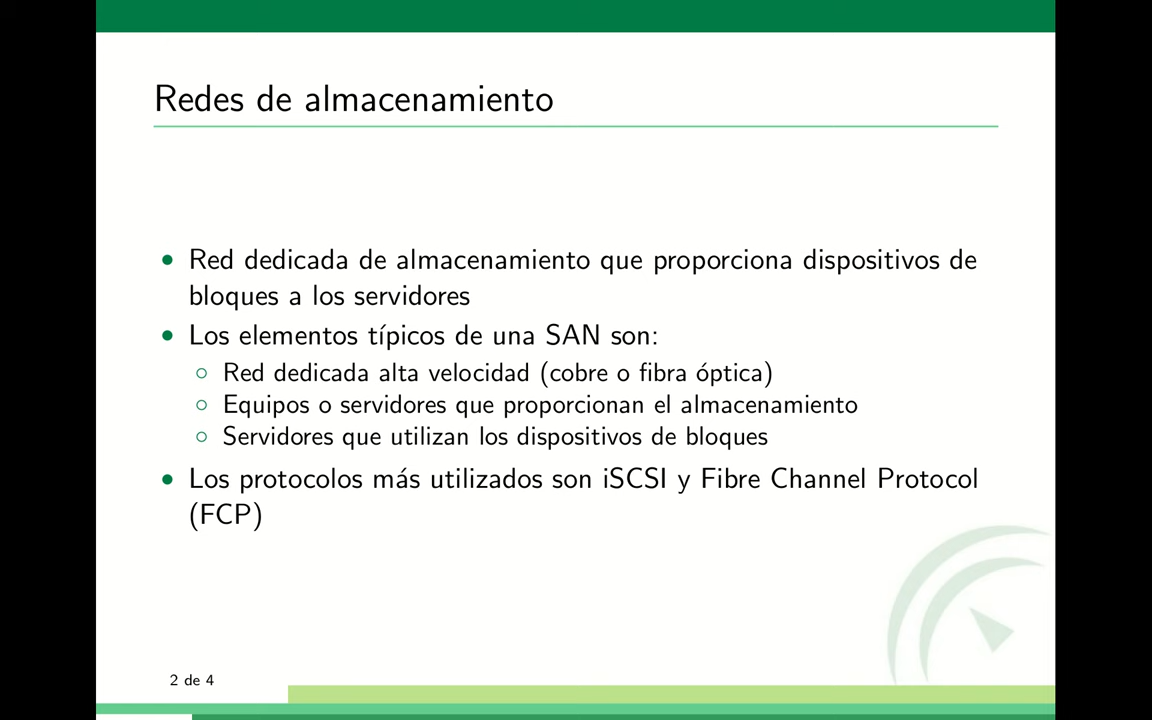 Redes de almacenamiento
• Red dedicada de almacenamiento que proporciona dispositivos de
bloques a los servidores
• Los elementos típicos de una SAN son:
○ Red dedicada alta velocidad (cobre o fibra óptica)
○ Equipos o servidores que proporcionan el almacenamiento
○ Servidores que utilizan los dispositivos de bloques
• Los protocolos más utilizados son iSCSI y Fibre Channel Protocol
(FCP)
2 de 4